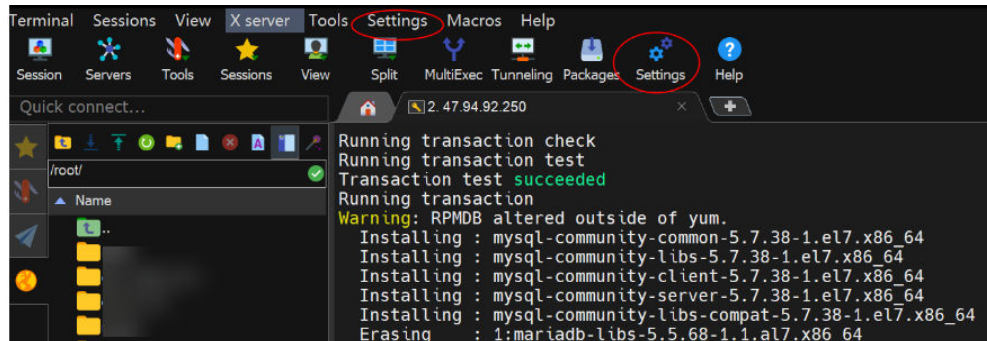 Terminal Sessions View X server Tools Settings Macros Help
Session Servers Tools Sessions View Split MultiExec Tunneling Packages Settings Help
Quick connect...
2. 47.94.92.250
/root/
Name
..
Running transaction check
Running transaction test
Transaction test succeeded
Running transaction
Warning: RPMDB altered outside of yum.
Installing : mysql-community-common-5.7.38-1.el7.x86_64
Installing : mysql-community-libs-5.7.38-1.el7.x86_64
Installing : mysql-community-client-5.7.38-1.el7.x86_64
Installing : mysql-community-server-5.7.38-1.el7.x86_64
Installing : mysql-community-libs-compat-5.7.38-1.el7.x86_64
Erasing : 1:mariadb-libs-5.5.68-1.1.al7.x86_64